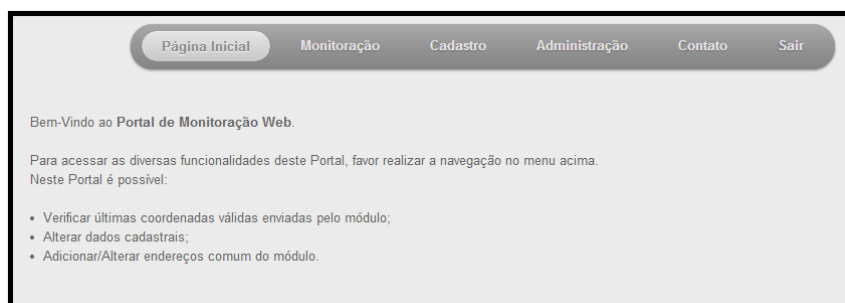 Página Inicial Monitoração Cadastro Administração Contato Sair
Bem-Vindo ao Portal de Monitoração Web.
Para acessar as diversas funcionalidades deste Portal, favor realizar a navegação no menu acima.
Neste Portal é possível:
• Verificar últimas coordenadas válidas enviadas pelo módulo;
• Alterar dados cadastrais;
• Adicionar/Alterar endereços comum do módulo.